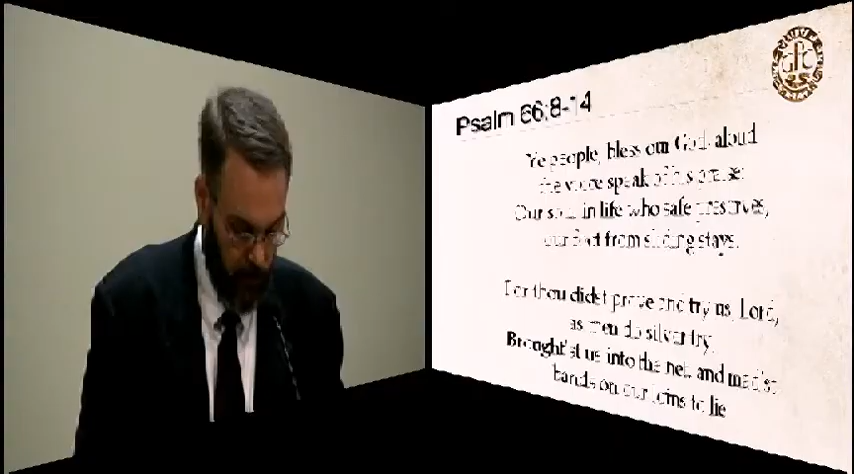 Psalm 66:8-14
Ye people, bless our God aloud
the voice speak of his praise:
Our soul in life who safe preserves,
our foot from sliding stays.
For thou didst prove and try us, Lord,
as men do silver try,
Brought'st us into the net, and mad'st
bands on our loins to lie